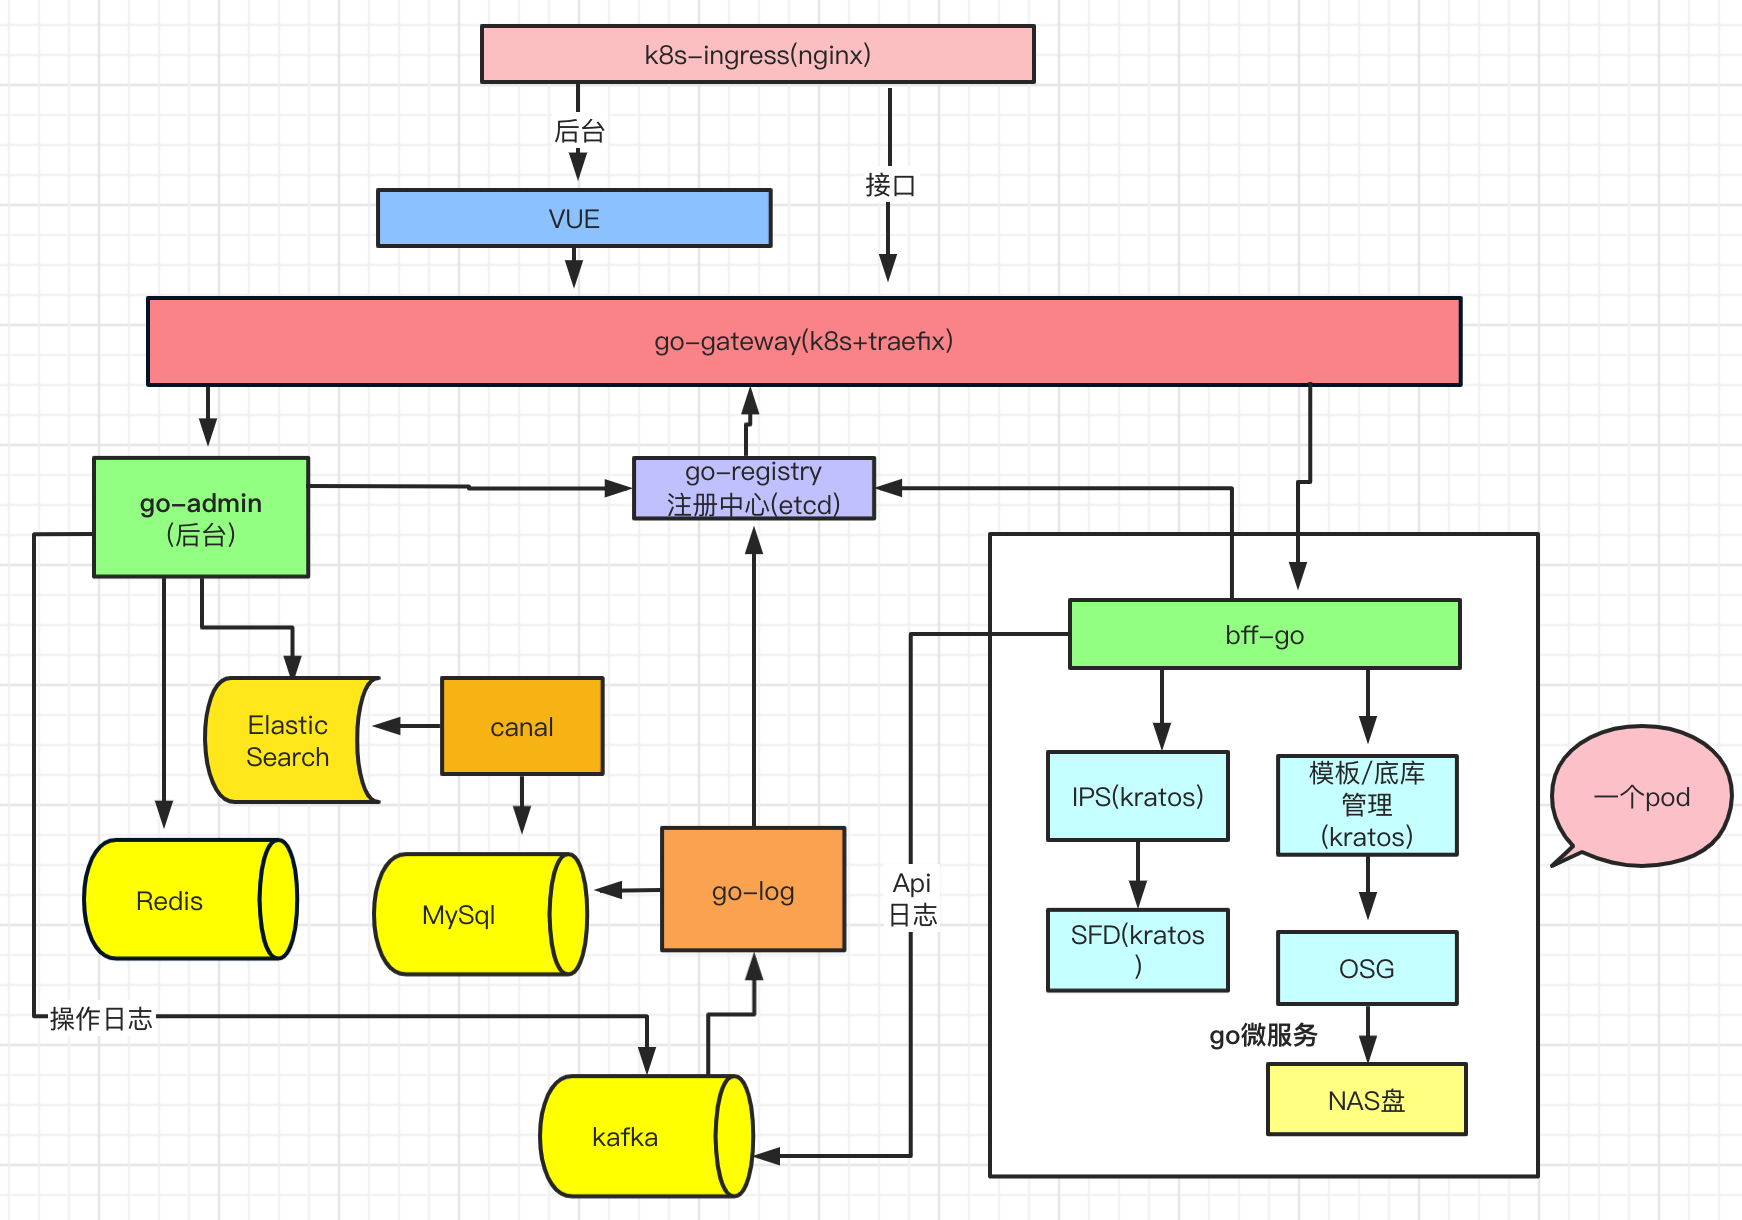 k8s-ingress(nginx)
后台
接口
VUE
go-gateway(k8s+traefix)
go-admin
(后台)
go-registry
注册中心(etcd)
bff-go
Elastic
Search
canal
IPS(kratos)
模板/底库
管理
(kratos)
一个pod
Redis
MySql
go-log
Api
日志
SFD(kratos
)
OSG
操作日志
go微服务
NAS盘
kafka